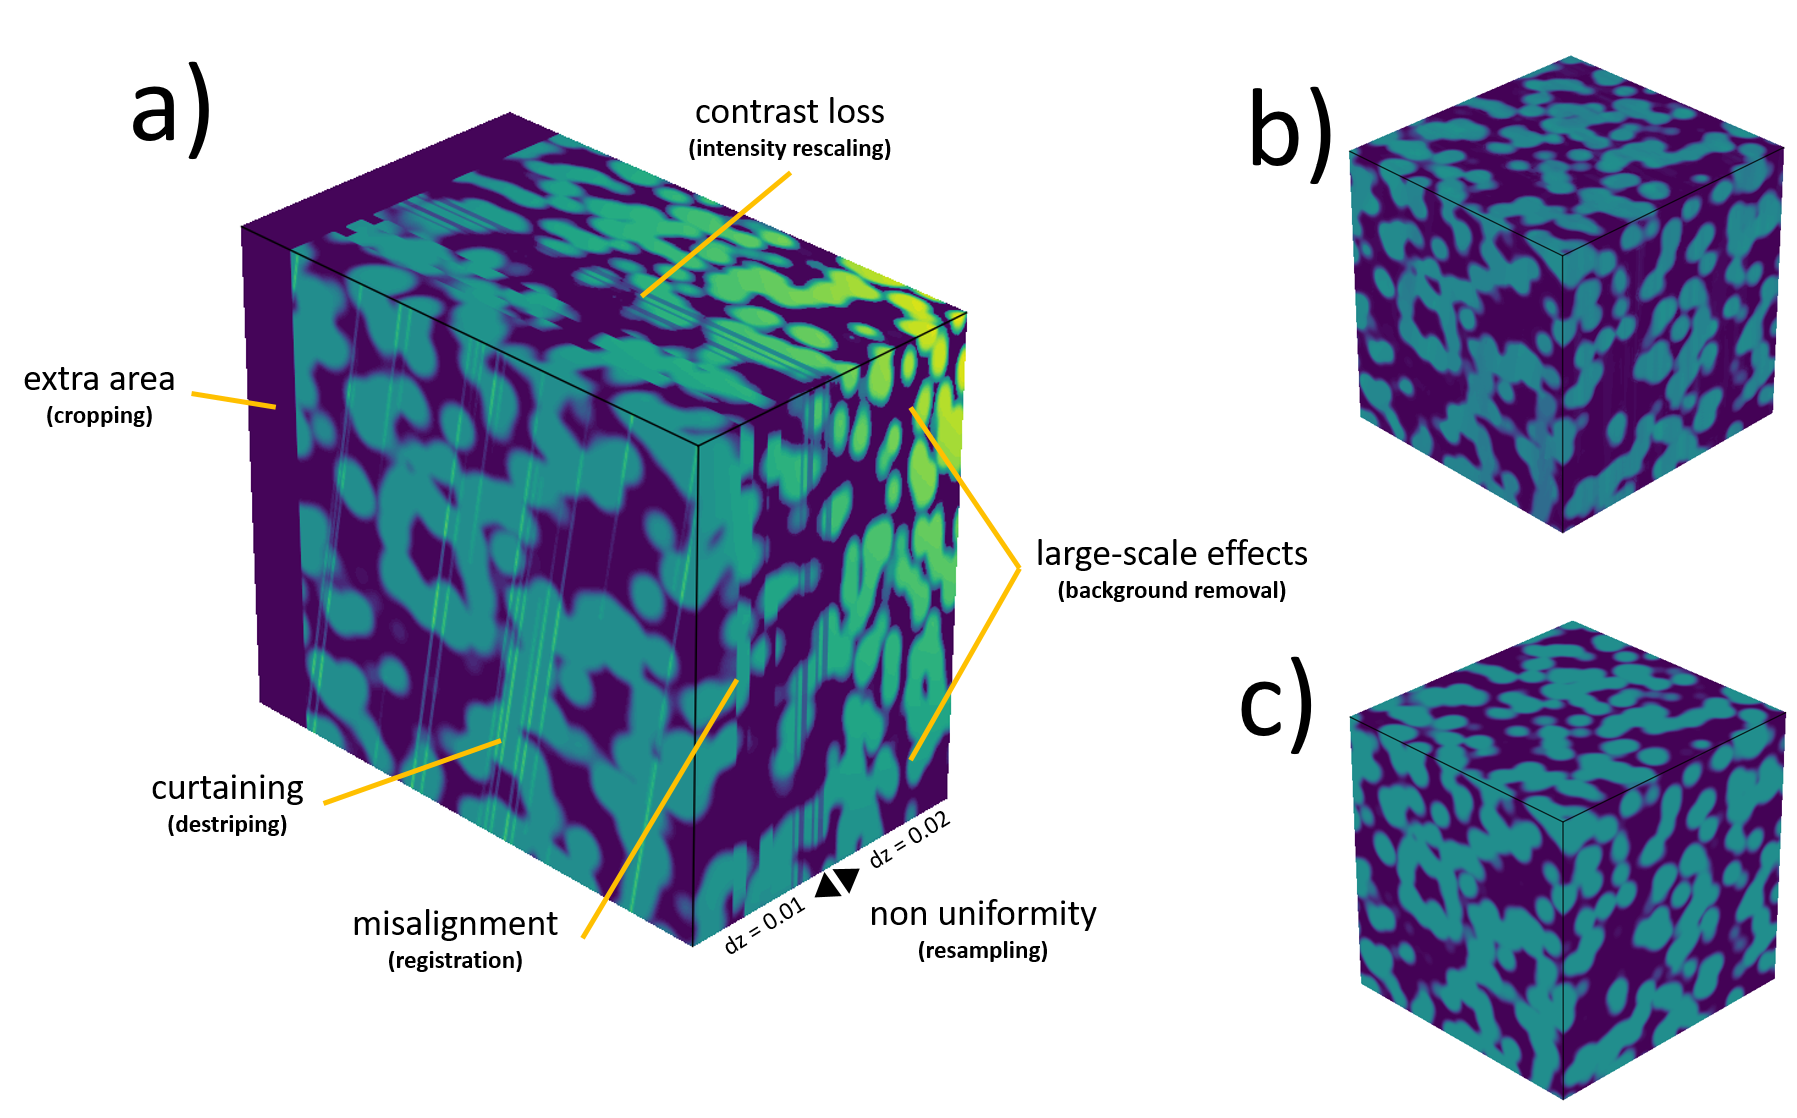 a)
contrast loss
(intensity rescaling)
extra area
(cropping)
curtaining
(destriping)
misalignment
(registration)
dz = 0.01
dz = 0.02
non uniformity
(resampling)
large-scale effects
(background removal)
b)
c)